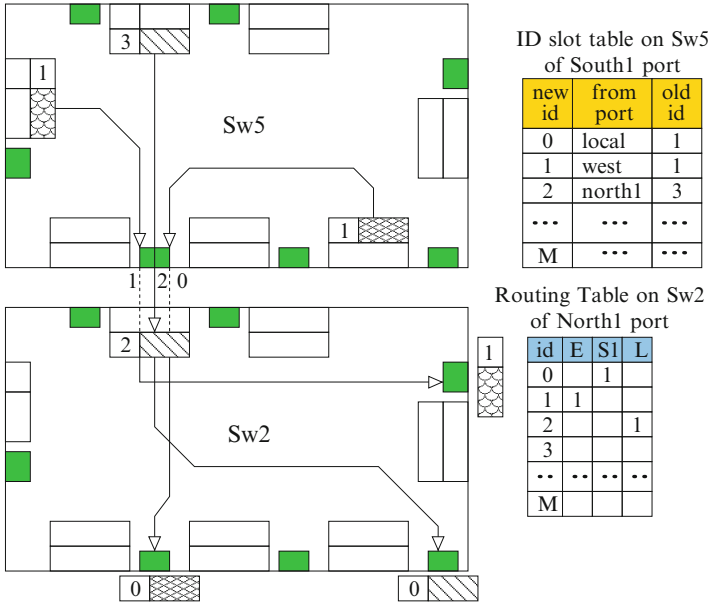 3
1
Sw5
1
1 2 0
2
Sw2
1
0
0
ID slot table on Sw5
of South1 port
new id from port old id
0 local 1
1 west 1
2 north1 3
... ... ...
M ... ...
Routing Table on Sw2
of North1 port
id E S1 L
0 1
1 1
2 1
3
.. .. .. ..
M